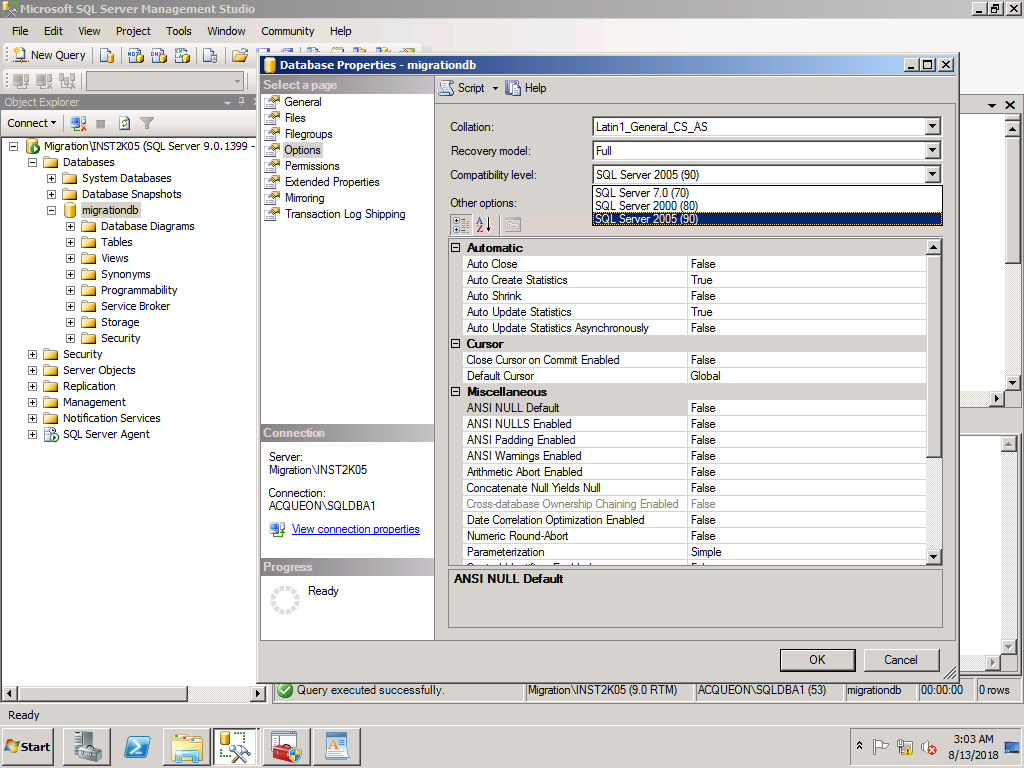 Microsoft SQL Server Management Studio
File Edit View Project Tools Window Community Help
New Query
Object Explorer
Connect
Migration\INST2K05 (SQL Server 9.0.1399 -
Databases
System Databases
Database Snapshots
migrationdb
Database Diagrams
Tables
Views
Synonyms
Programmability
Service Broker
Storage
Security
Security
Server Objects
Replication
Management
Notification Services
SQL Server Agent
Database Properties - migrationdb
Select a page
General
Files
Filegroups
Options
Permissions
Extended Properties
Mirroring
Transaction Log Shipping
Connection
Server:
Migration\INST2K05
Connection:
ACQUEON\SQLDBA1
View connection properties
Progress
Ready
Script Help
Collation: Latin1_General_CS_AS
Recovery model: Full
Compatibility level: SQL Server 2005 (90)
SQL Server 7.0 (70)
SQL Server 2000 (80)
SQL Server 2005 (90)
Other options:
Automatic
Auto Close False
Auto Create Statistics True
Auto Shrink False
Auto Update Statistics True
Auto Update Statistics Asynchronously False
Cursor
Close Cursor on Commit Enabled False
Default Cursor Global
Miscellaneous
ANSI NULL Default False
ANSI NULLS Enabled False
ANSI Padding Enabled False
ANSI Warnings Enabled False
Arithmetic Abort Enabled False
Concatenate Null Yields Null False
Cross-database Ownership Chaining Enabled False
Date Correlation Optimization Enabled False
Numeric Round-Abort False
Parameterization Simple
ANSI NULL Default
OK Cancel
Query executed successfully. Migration\INST2K05 (9.0 RTM) ACQUEON\SQLDBA1 (53) migrationdb 00:00:00 0 rows
Ready
Start
3:03 AM
8/13/2018